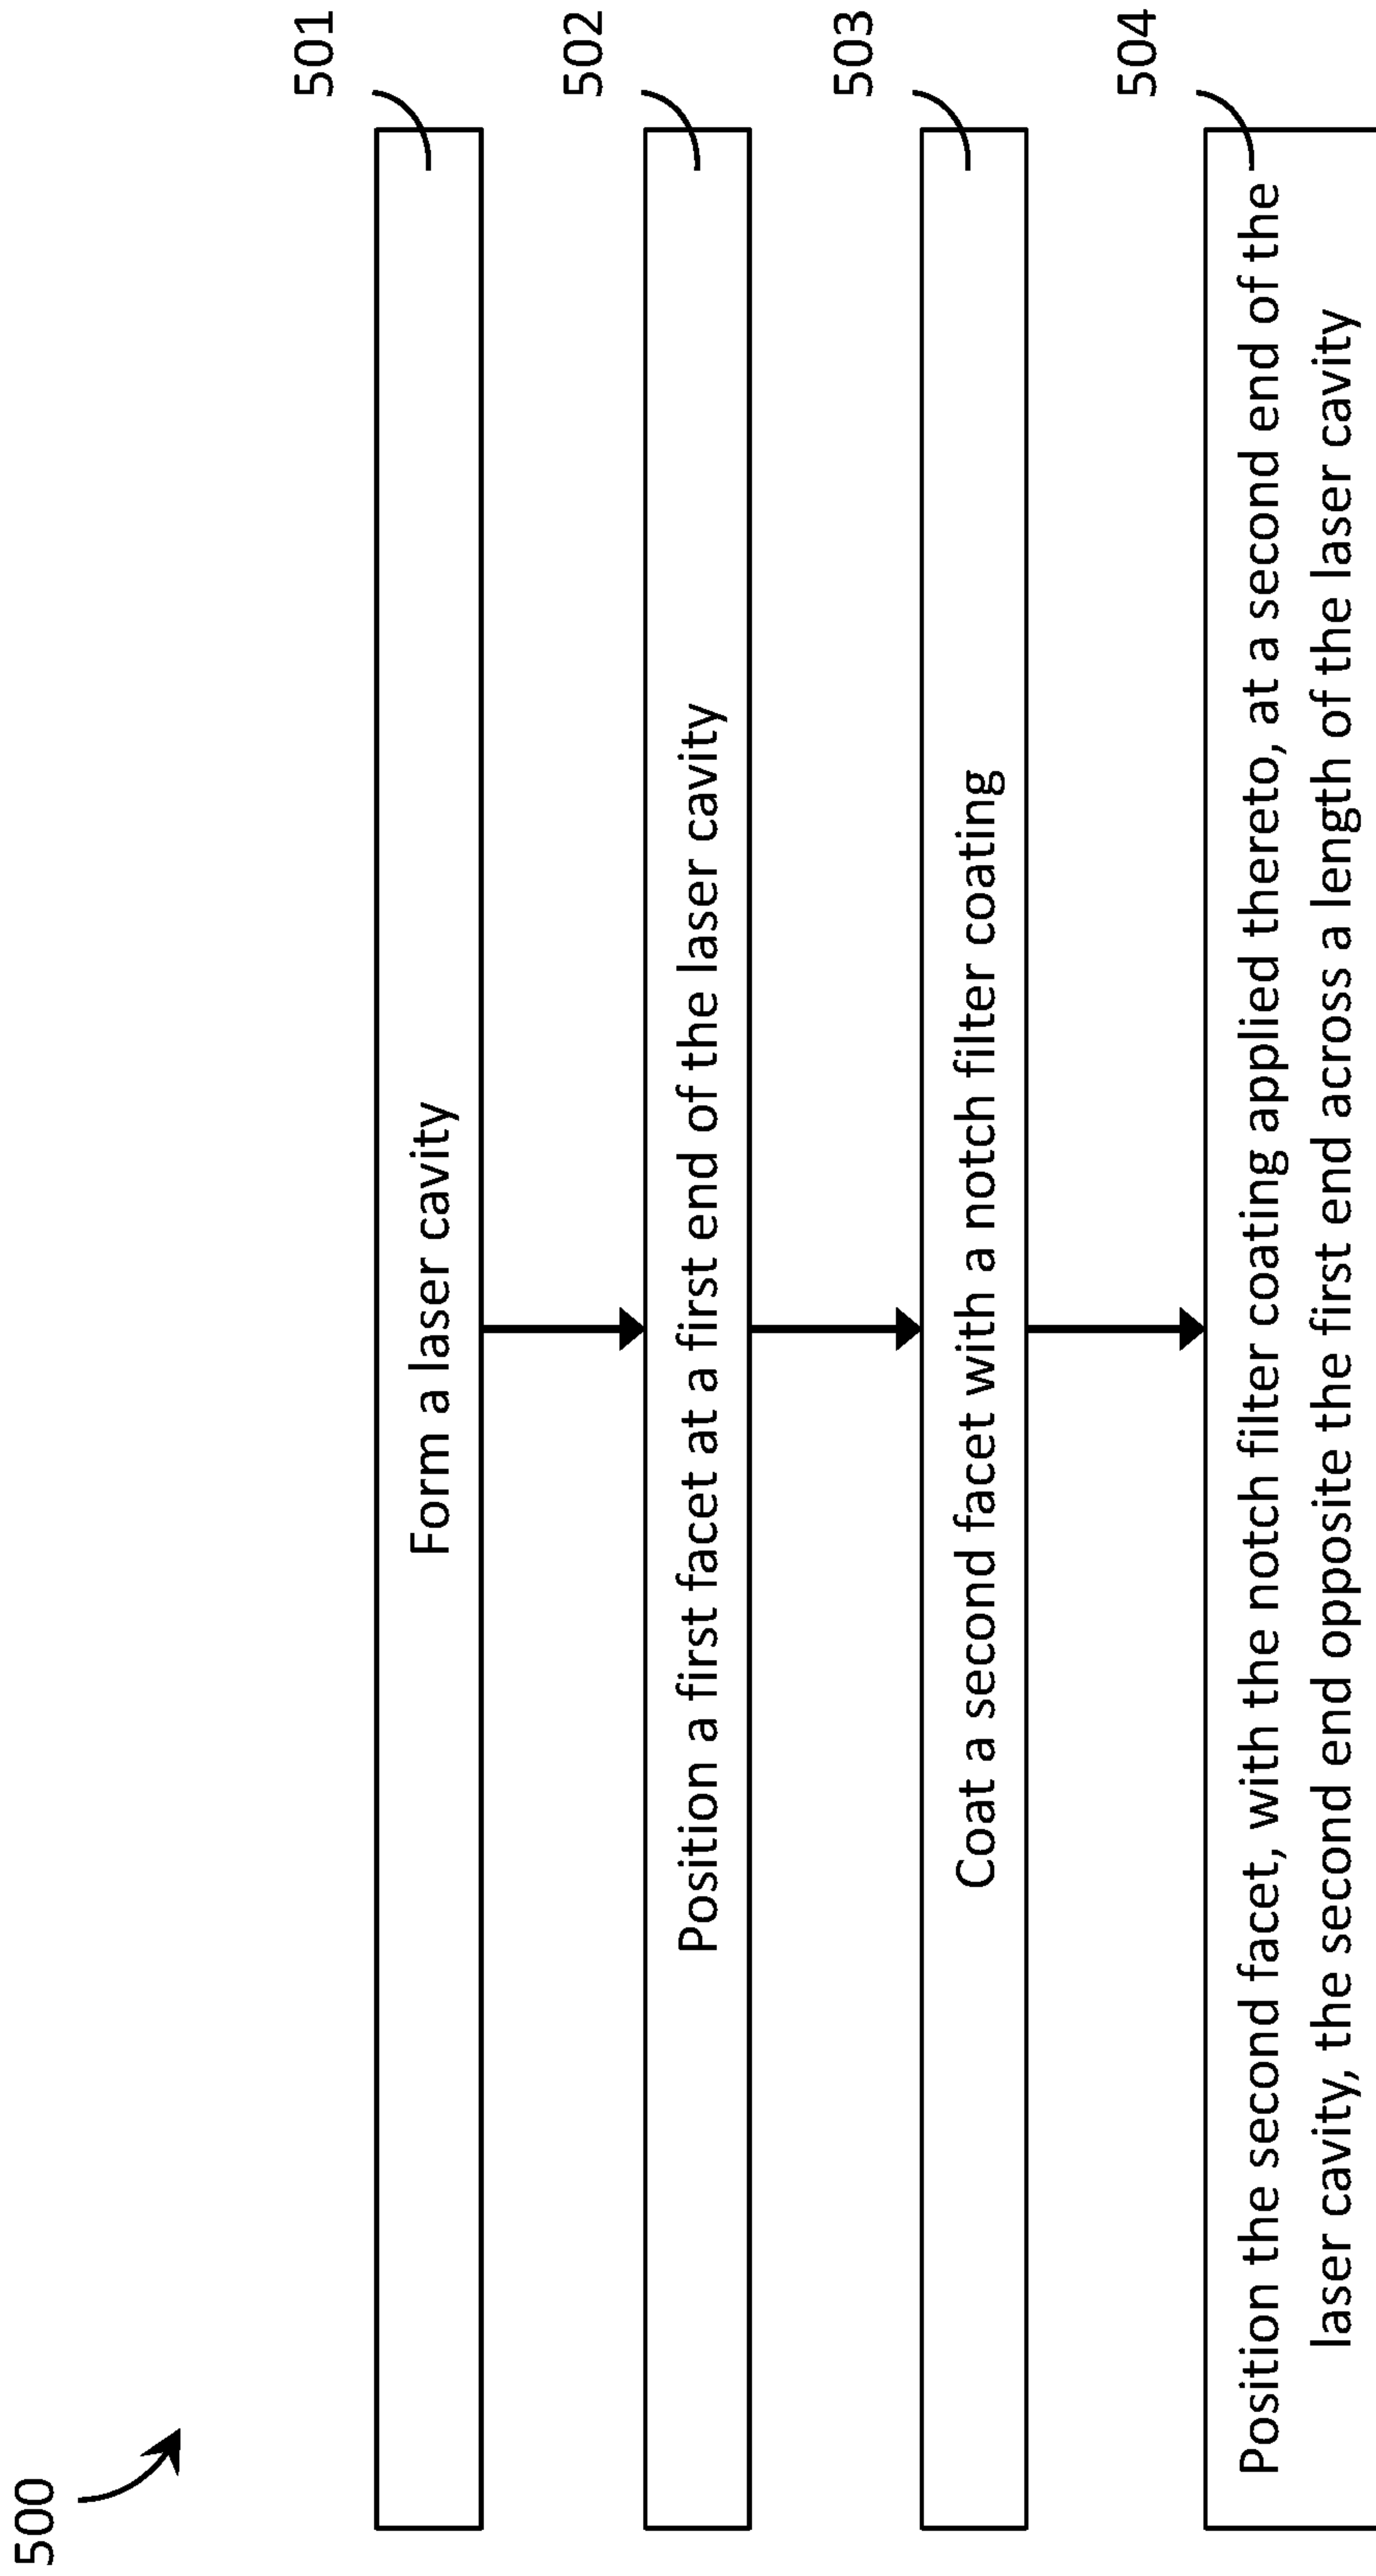 500
501
Form a laser cavity
502
Position a first facet at a first end of the laser cavity
503
Coat a second facet with a notch filter coating
504
Position the second facet, with the notch filter coating applied thereto, at a second end of the
laser cavity, the second end opposite the first end across a length of the laser cavity